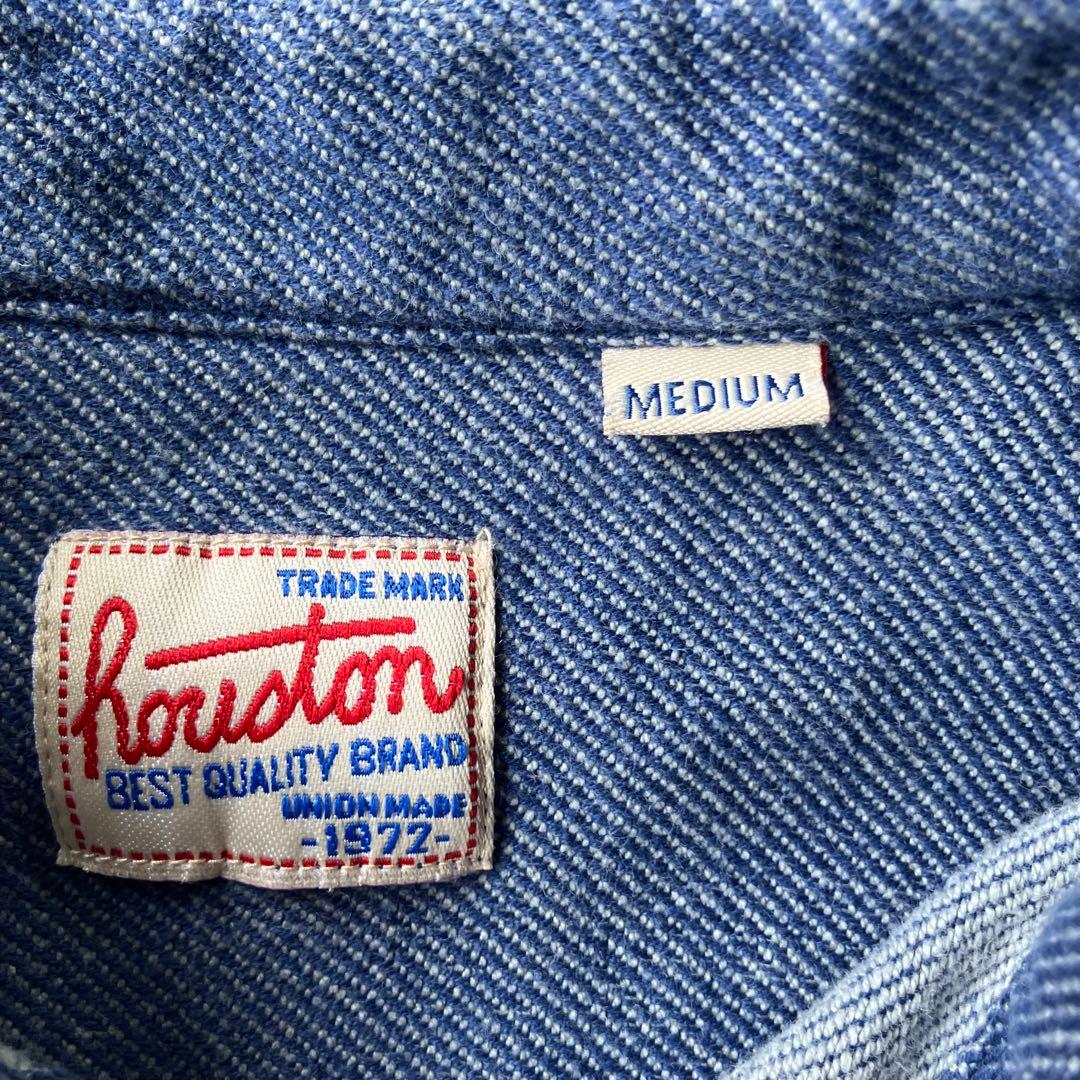 MEDIUM
TRADE MARK
houston
BEST QUALITY BRAND
UNION MADE
-1972-